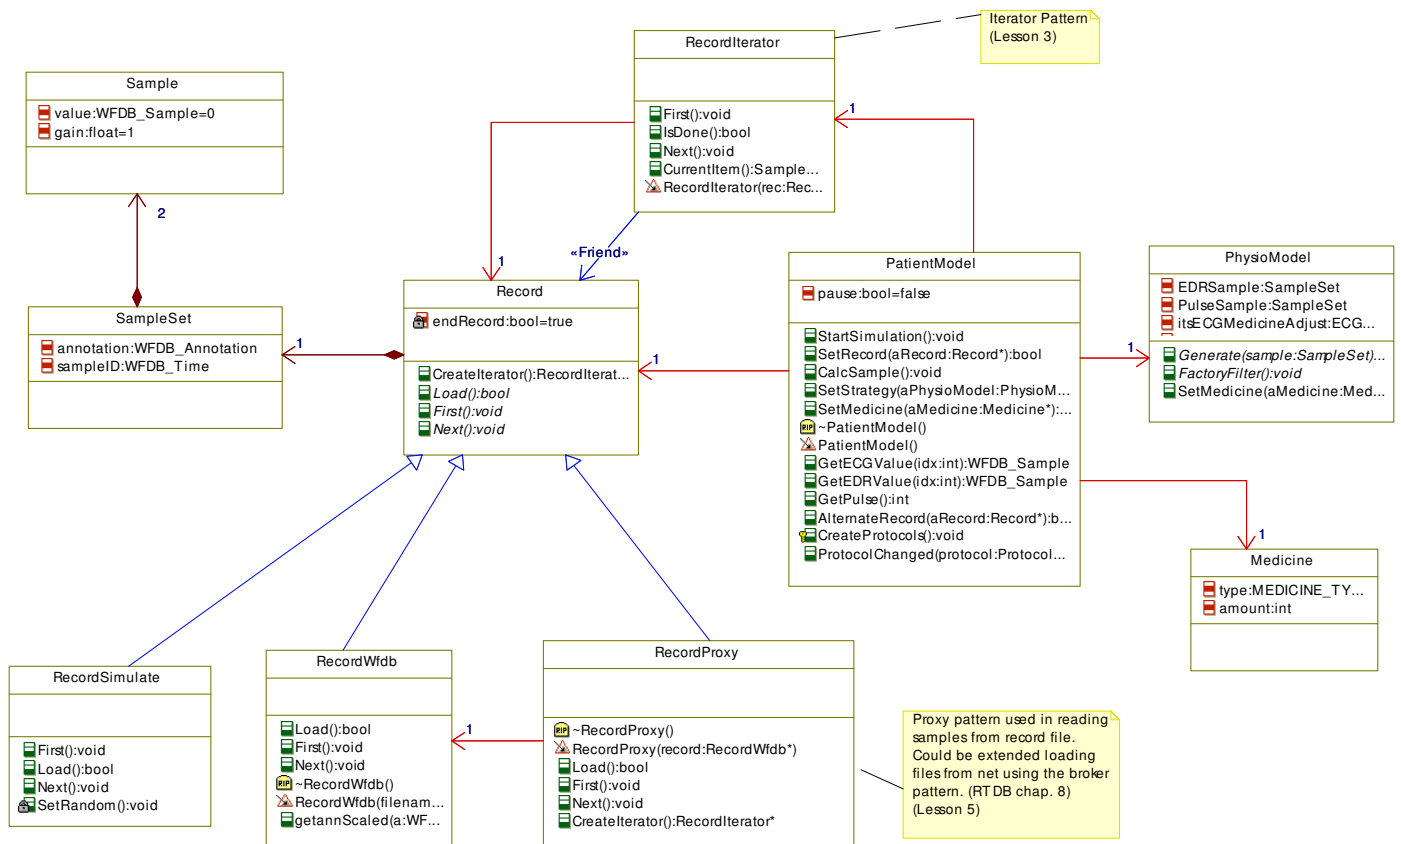 Iterator Pattern
(Lesson 3)
RecordIterator
First():void
IsDone():bool
Next():void
CurrentItem():Sample...
RecordIterator(rec:Rec...
1
Sample
value:WFDB_Sample=0
gain:float=1
2
1
«Friend»
SampleSet
annotation:WFDB_Annotation
sampleID:WFDB_Time
1
Record
endRecord:bool=true
CreateIterator():RecordIterat...
Load():bool
First():void
Next():void
1
PatientModel
pause:bool=false
StartSimulation():void
SetRecord(aRecord:Record*):bool
CalcSample():void
SetStrategy(aPhysioModel:PhysioM...
SetMedicine(aMedicine:Medicine*):...
RIP ~PatientModel()
PatientModel()
GetECGValue(idx:int):WFDB_Sample
GetEDRValue(idx:int):WFDB_Sample
GetPulse():int
AlternateRecord(aRecord:Record*):b...
CreateProtocols():void
ProtocolChanged(protocol:Protocol...
1
PhysioModel
EDRSample:SampleSet
PulseSample:SampleSet
itsECGMedicineAdjust:ECG...
Generate(sample:SampleSet)...
FactoryFilter():void
SetMedicine(aMedicine:Med...
1
Medicine
type:MEDICINE_TY...
amount:int
RecordSimulate
First():void
Load():bool
Next():void
SetRandom():void
RecordWfdb
Load():bool
First():void
Next():void
RIP ~RecordWfdb()
RecordWfdb(filenam...
getannScaled(a:WF...
1
RecordProxy
RIP ~RecordProxy()
RecordProxy(record:RecordWfdb*)
Load():bool
First():void
Next():void
CreateIterator():RecordIterator*
Proxy pattern used in reading
samples from record file.
Could be extended loading
files from net using the broker
pattern. (RTDB chap. 8)
(Lesson 5)